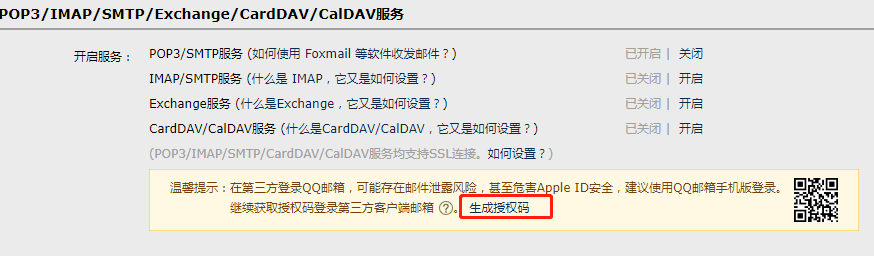 POP3/IMAP/SMTP/Exchange/CardDAV/CalDAV服务
开启服务： POP3/SMTP服务 (如何使用 Foxmail 等软件收发邮件？) 已开启 | 关闭
IMAP/SMTP服务 (什么是 IMAP，它又是如何设置？) 已关闭 | 开启
Exchange服务 (什么是Exchange，它又是如何设置？) 已关闭 | 开启
CardDAV/CalDAV服务 (什么是CardDAV/CalDAV，它又是如何设置？) 已关闭 | 开启
(POP3/IMAP/SMTP/CardDAV/CalDAV服务均支持SSL连接。如何设置？)
温馨提示：在第三方登录QQ邮箱，可能存在邮件泄露风险，甚至危害Apple ID安全，建议使用QQ邮箱手机版登录。
继续获取授权码登录第三方客户端邮箱 ?。 生成授权码